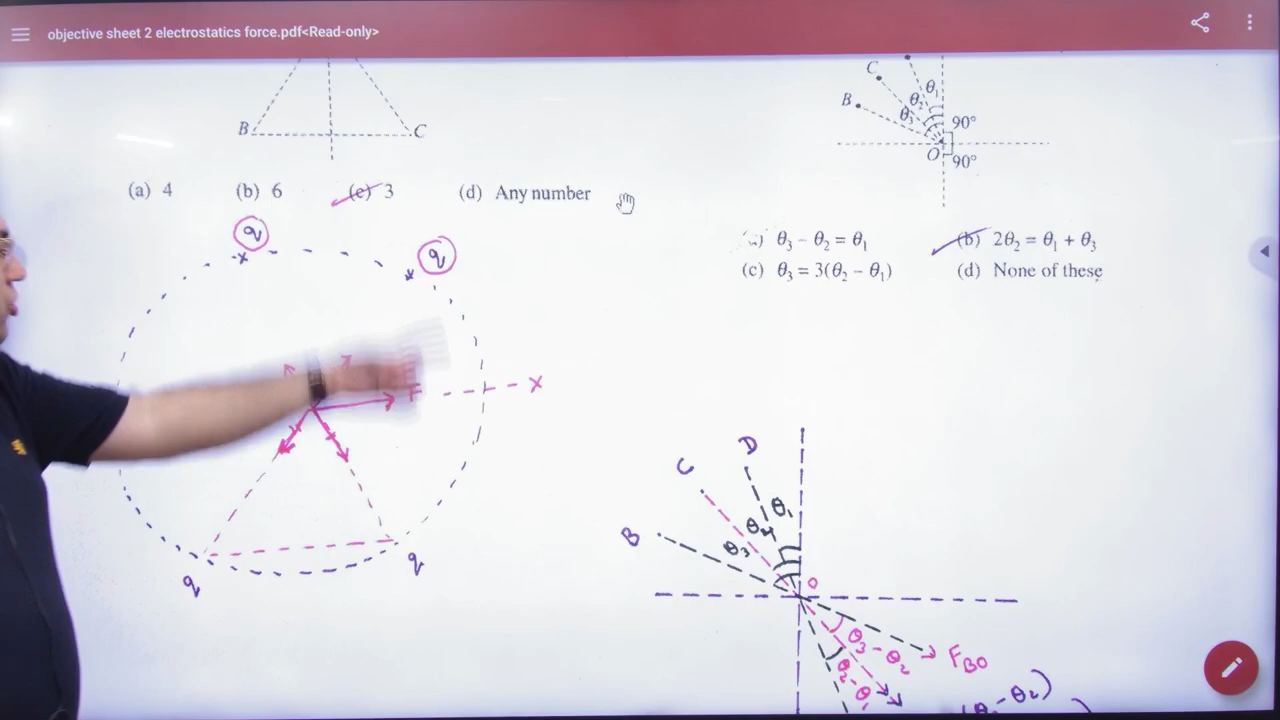 objective sheet 2 electrostatics force.pdf<Read-only>
B
C
(a) 4 (b) 6 (c) 3 (d) Any number
C
B
θ1
θ2
θ3
90°
O
90°
θ3 − θ2 = θ1 (b) 2θ2 = θ1 + θ3
(c) θ3 = 3(θ2 − θ1) (d) None of these
q
q
F
x
q
q
D
C
B
θ1
θ3
O
θ3 − θ2
FBO
θ2 − θ1
− θ2)